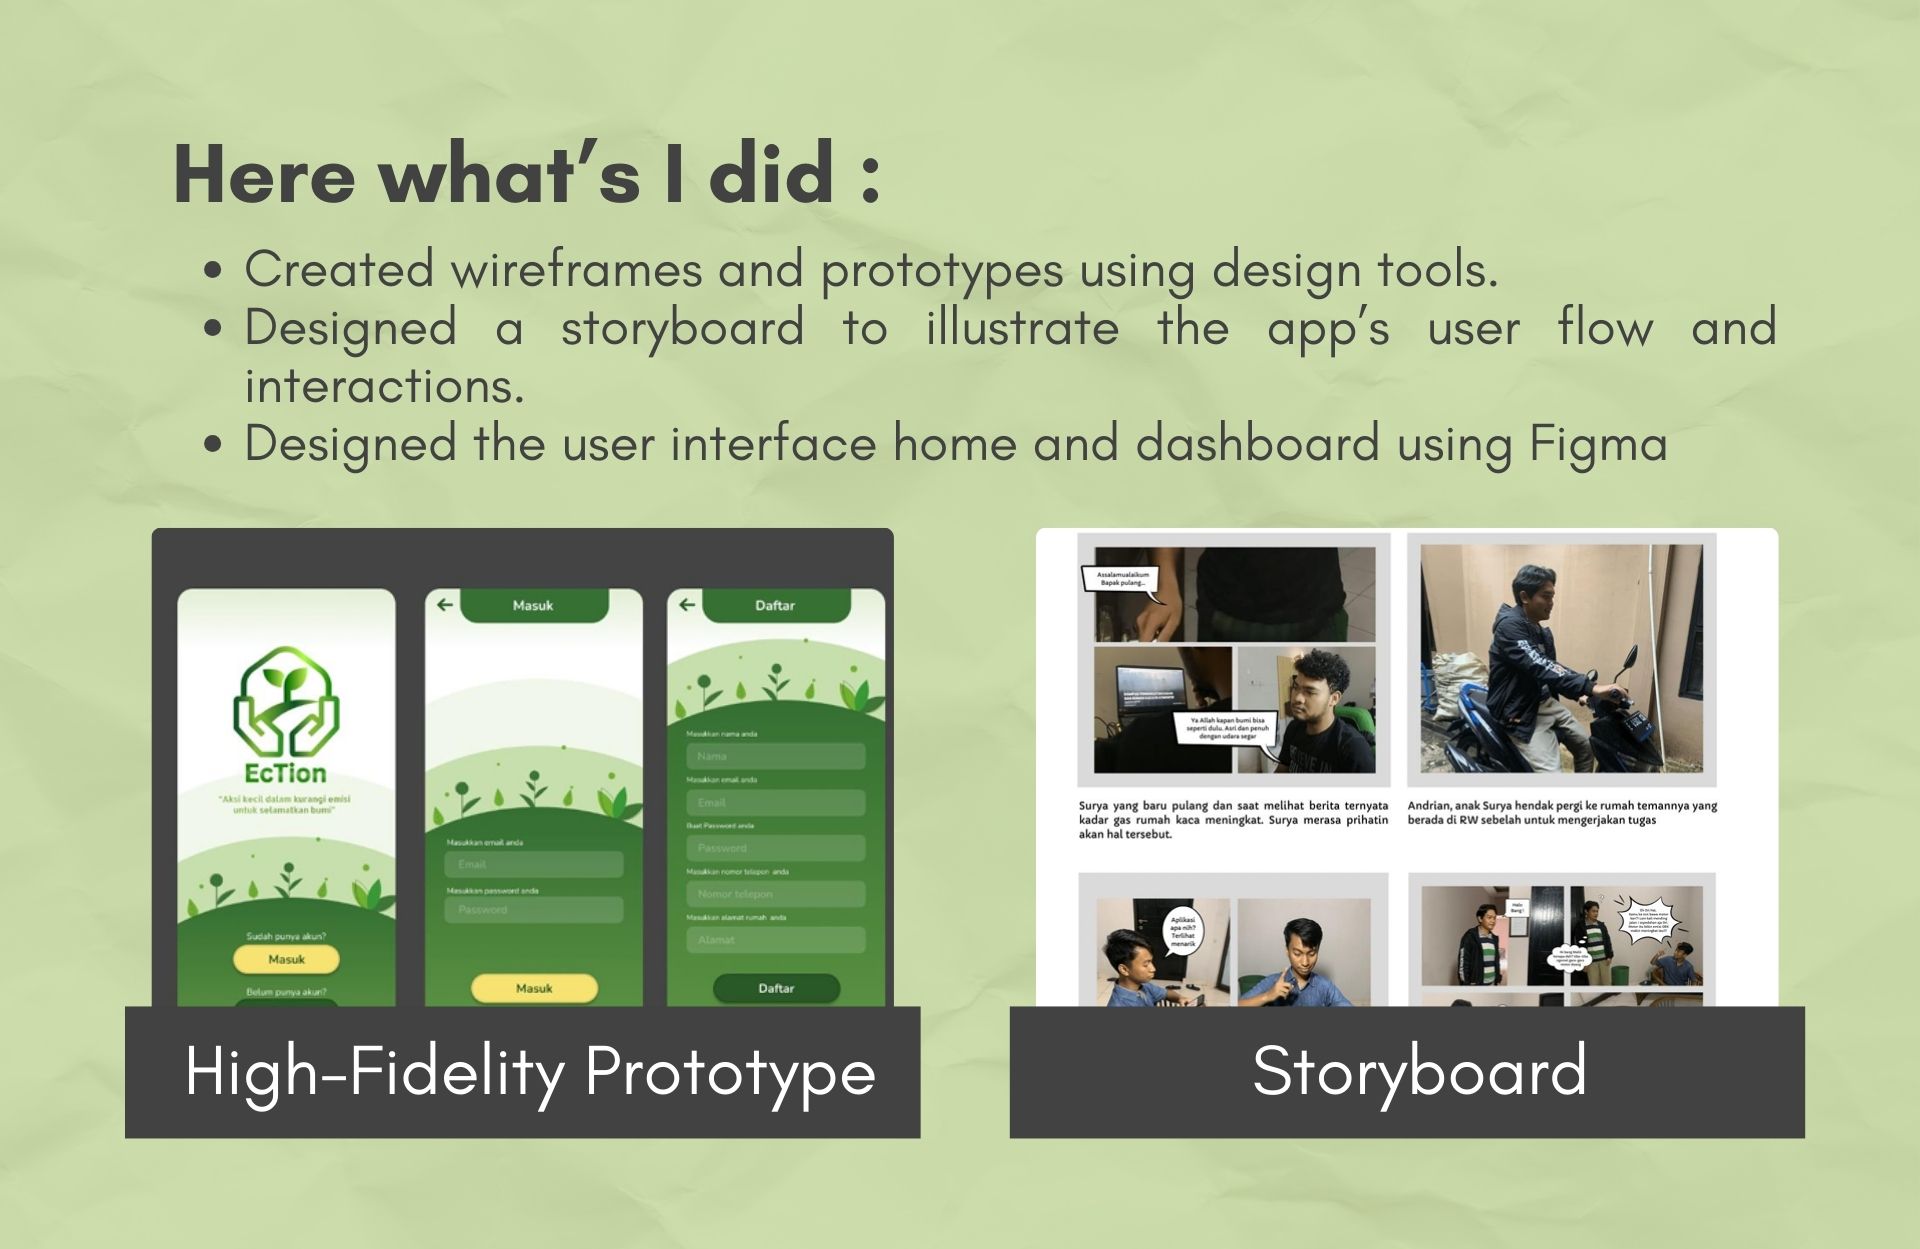 Here what’s I did :
Created wireframes and prototypes using design tools.
Designed a storyboard to illustrate the app’s user flow and
interactions.
Designed the user interface home and dashboard using Figma
EcTion
"Aksi kecil dalam kurangi emisi
untuk selamatkan bumi"
Sudah punya akun?
Masuk
Belum punya akun?
Masuk
Masukkan email anda
Email
Masukkan password anda
Password
Masuk
Daftar
Masukkan nama anda
Nama
Masukkan email anda
Email
Buat Password anda
Password
Masukkan nomor telepon anda
Nomor telepon
Masukkan alamat rumah anda
Alamat
Daftar
High-Fidelity Prototype
Assalamualaikum
Bapak pulang...
Ya Allah kapan bumi bisa
seperti dulu. Asri dan penuh
dengan udara segar
Surya yang baru pulang dan saat melihat berita ternyata
kadar gas rumah kaca meningkat. Surya merasa prihatin
akan hal tersebut.
Andrian, anak Surya hendak pergi ke rumah temannya yang
berada di RW sebelah untuk mengerjakan tugas
Aplikasi
apa nih?
Terlihat
menarik
Halo
Bang!
Storyboard